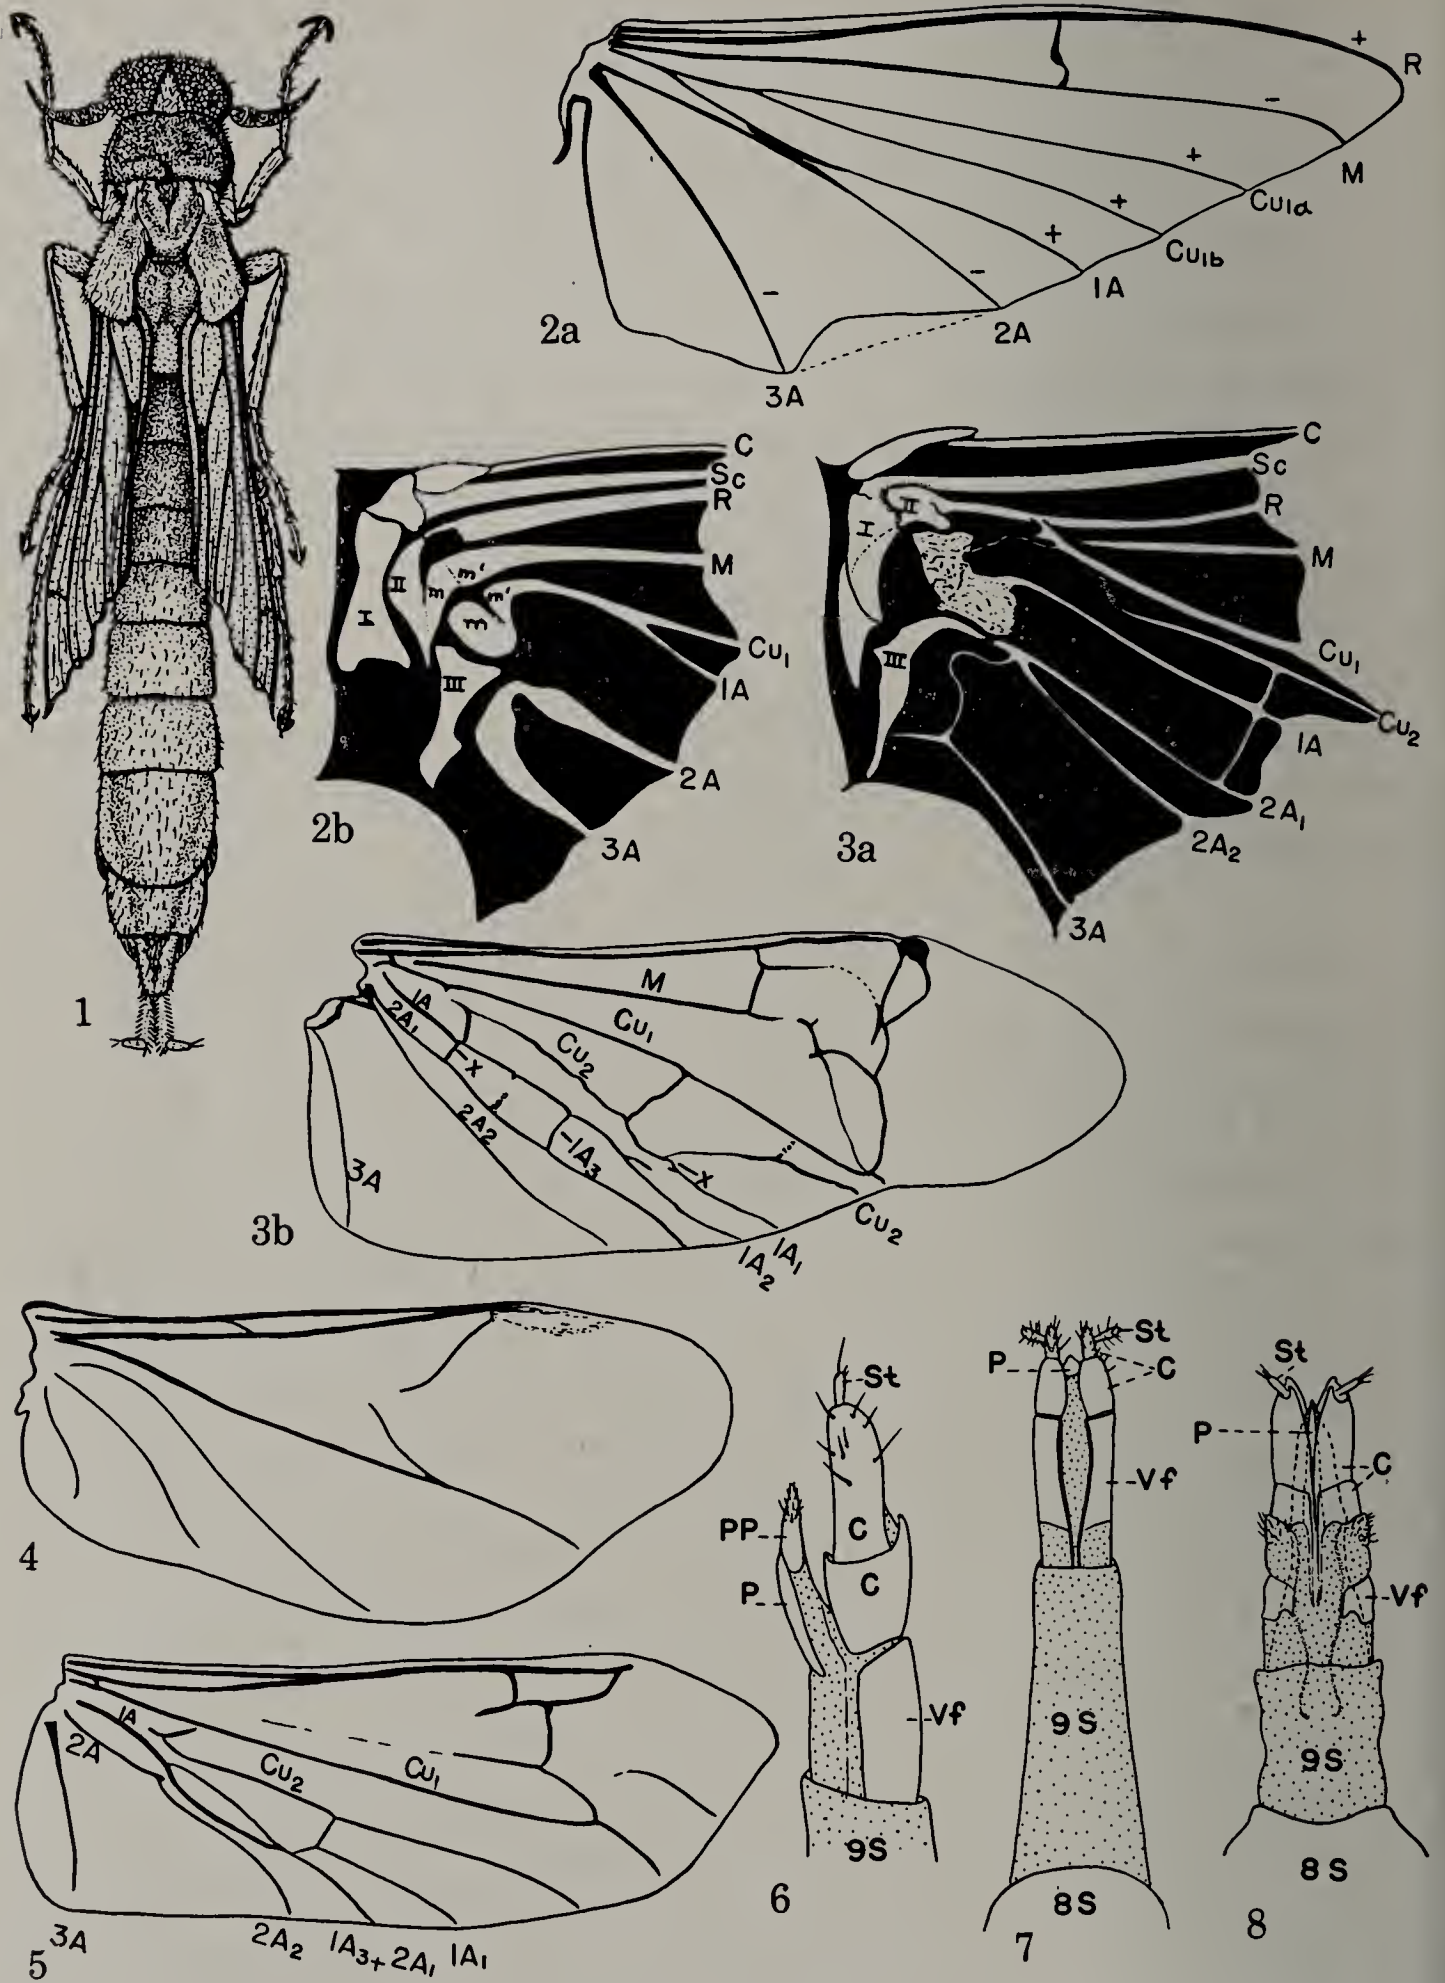 1
+
R
-
M
+
Cu1a
+
Cu1b
+
1A
-
2A
-
3A
2a
C
Sc
R
M
I
II
m m'
m m'
III
Cu1
1A
2A
3A
2b
C
Sc
R
M
I
II
III
Cu1
Cu2
1A
2A1
2A2
3A
3a
M
1A
2A1
Cu1
Cu2
-x
2A2
-1A3
-x
3A
Cu2
1A1
1A2
3b
4
1A
2A
Cu2
Cu1
3A
2A2
1A3+2A1
1A1
5
St
PP
P
C
C
Vf
9S
6
St
P
C
Vf
9S
8S
7
St
P
C
Vf
9S
8S
8